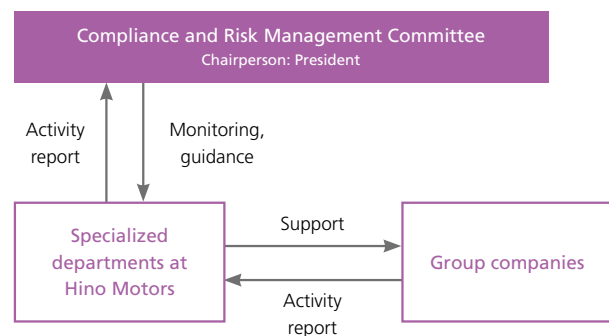 Compliance and Risk Management Committee
Chairperson: President
Activity
report
Monitoring,
guidance
Specialized
departments at
Hino Motors
Support
Activity
report
Group companies